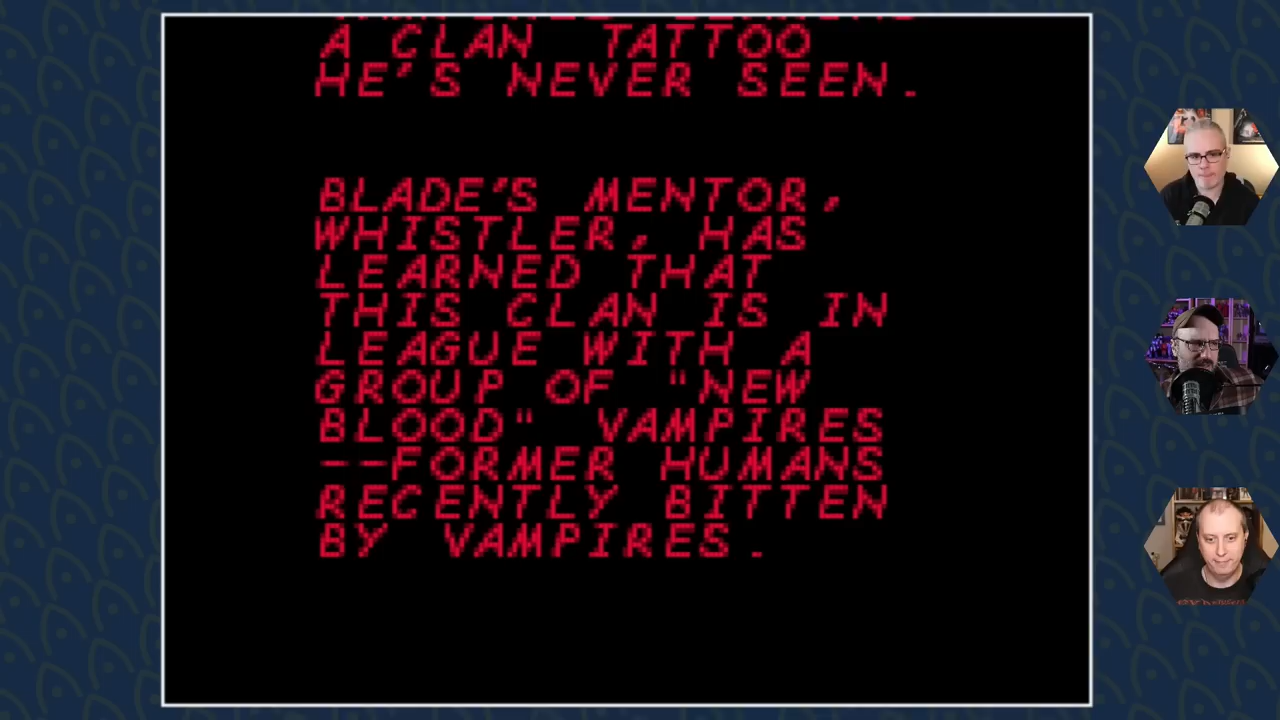 A CLAN TATTOO
HE'S NEVER SEEN.
BLADE'S MENTOR,
WHISTLER, HAS
LEARNED THAT
THIS CLAN IS IN
LEAGUE WITH A
GROUP OF "NEW
BLOOD" VAMPIRES
--FORMER HUMANS
RECENTLY BITTEN
BY VAMPIRES.